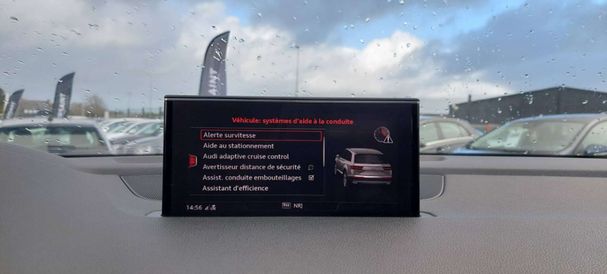 Véhicule: systèmes d'aide à la conduite
Alerte survitesse
Aide au stationnement
Audi adaptive cruise control
Avertisseur distance de sécurité
Assist. conduite embouteillages
Assistant d'efficience
14:56
NRJ